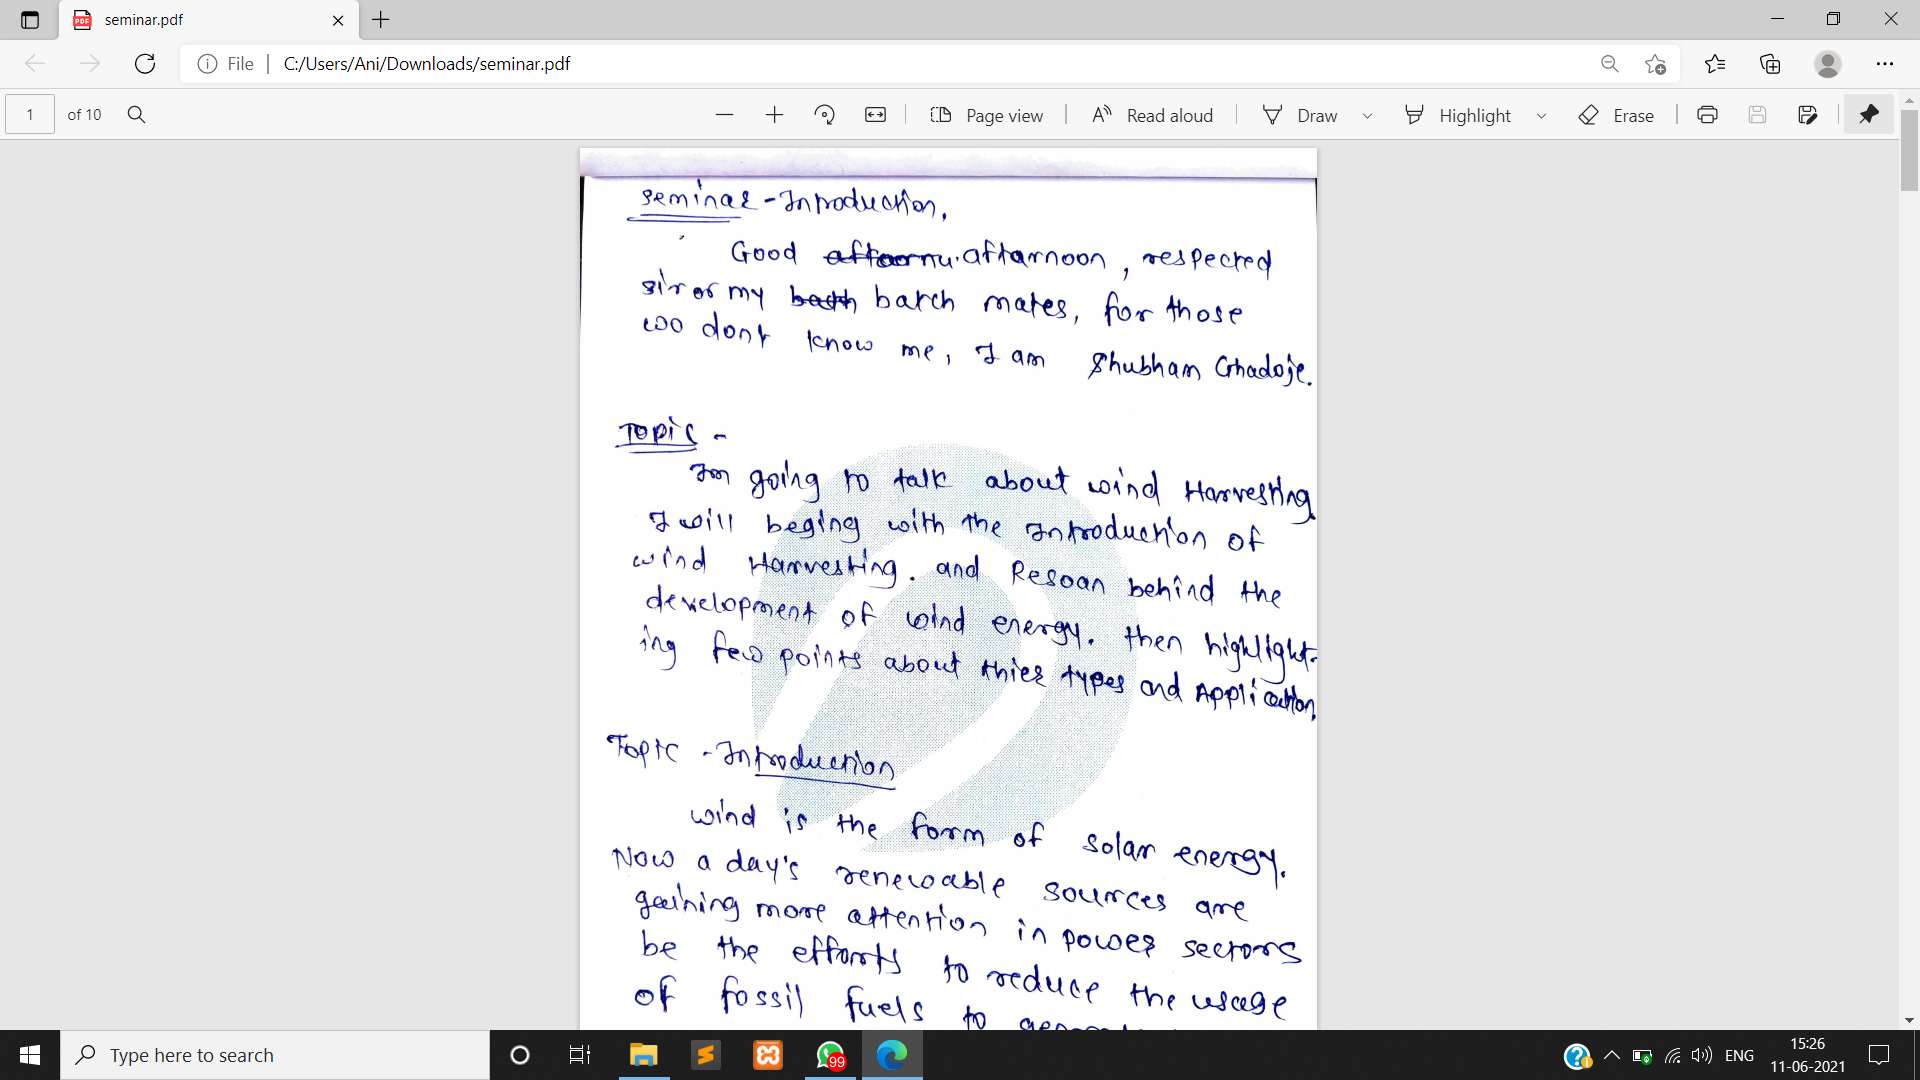 seminar.pdf
File
C:/Users/Ani/Downloads/seminar.pdf
1 of 10
Page view
Read aloud
Draw
Highlight
Erase
Seminar - Introduction.
Good afternoon, respected
sir or my batch mates, for those
woo dont know me, I am Shubham Ghadoje.
Topic -
Im going to talk about wind Harvesting
I will beging with the Introduction of
wind Harvesting. and Resoan behind the
development of wind energy. then highlight-
ing few points about thier types and Application.
Topic - Introduction
wind is the form of solar energy.
Now a day's renewable sources are
gaining more attention in power sectors
be the efforts to reduce the usage
of fossil fuels to
Type here to search
99
ENG
15:26
11-06-2021